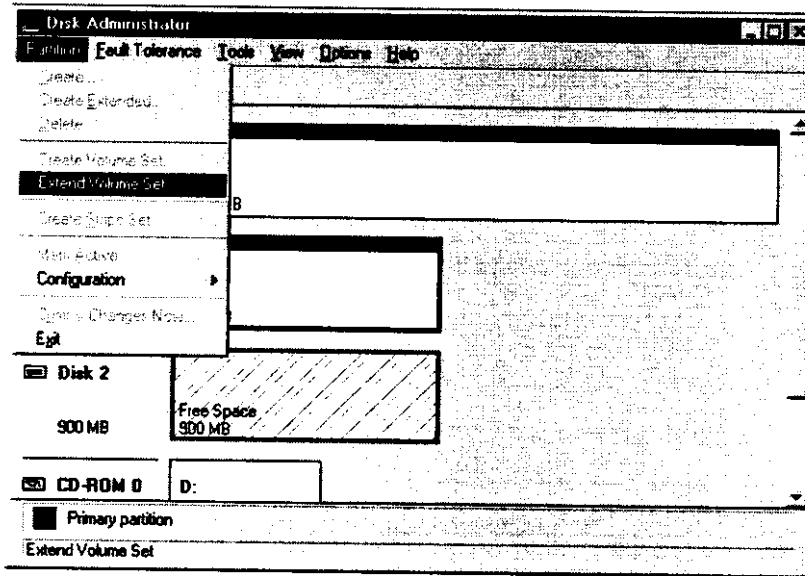 Disk Administrator
Partition Fault Tolerance Tools View Options Help
Create...
Create Extended...
Delete
Create Volume Set
Extend Volume Set
B
Create Stripe Set
Mark Active
Configuration
Commit Changes Now...
Exit
Disk 2
Free Space
900 MB
900 MB
CD-ROM 0
D:
Primary partition
Extend Volume Set